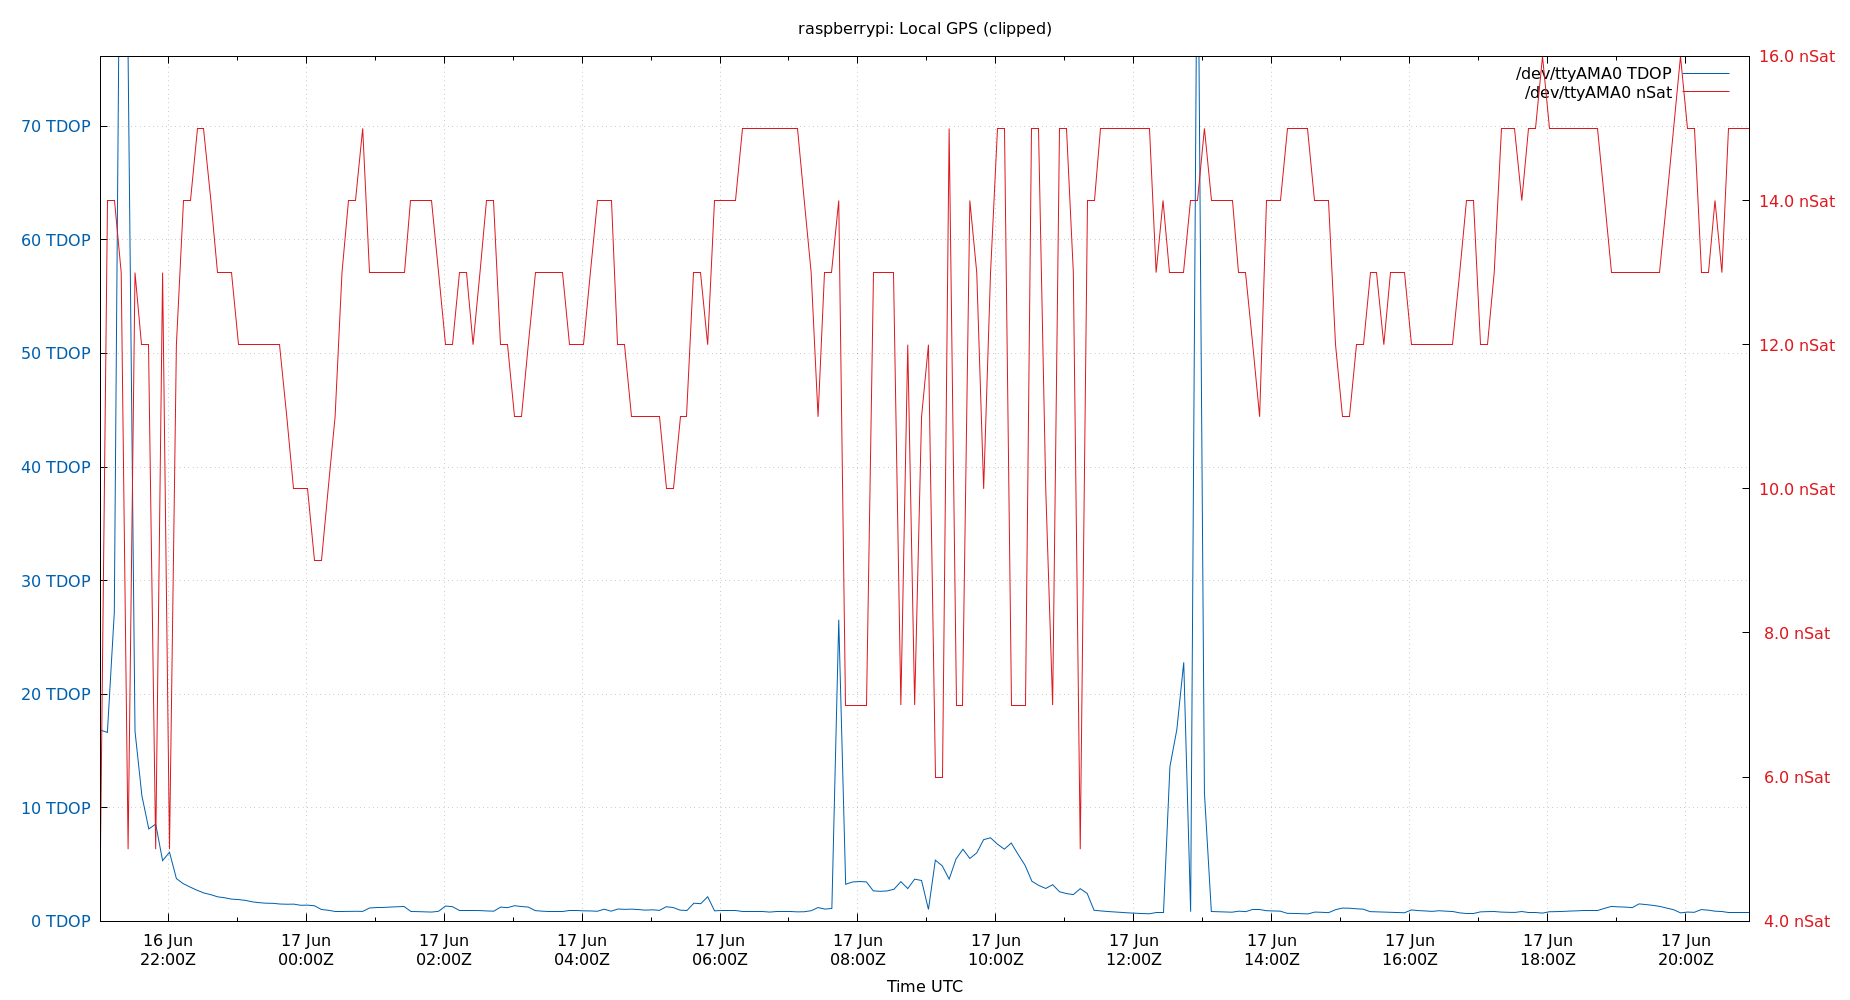 raspberrypi: Local GPS (clipped)
16.0 nSat
/dev/ttyAMA0 TDOP
/dev/ttyAMA0 nSat
70 TDOP
14.0 nSat
60 TDOP
50 TDOP
12.0 nSat
40 TDOP
10.0 nSat
30 TDOP
8.0 nSat
20 TDOP
6.0 nSat
10 TDOP
0 TDOP
4.0 nSat
16 Jun 17 Jun 17 Jun 17 Jun 17 Jun 17 Jun 17 Jun 17 Jun 17 Jun 17 Jun 17 Jun 17 Jun
22:00Z 00:00Z 02:00Z 04:00Z 06:00Z 08:00Z 10:00Z 12:00Z 14:00Z 16:00Z 18:00Z 20:00Z
Time UTC